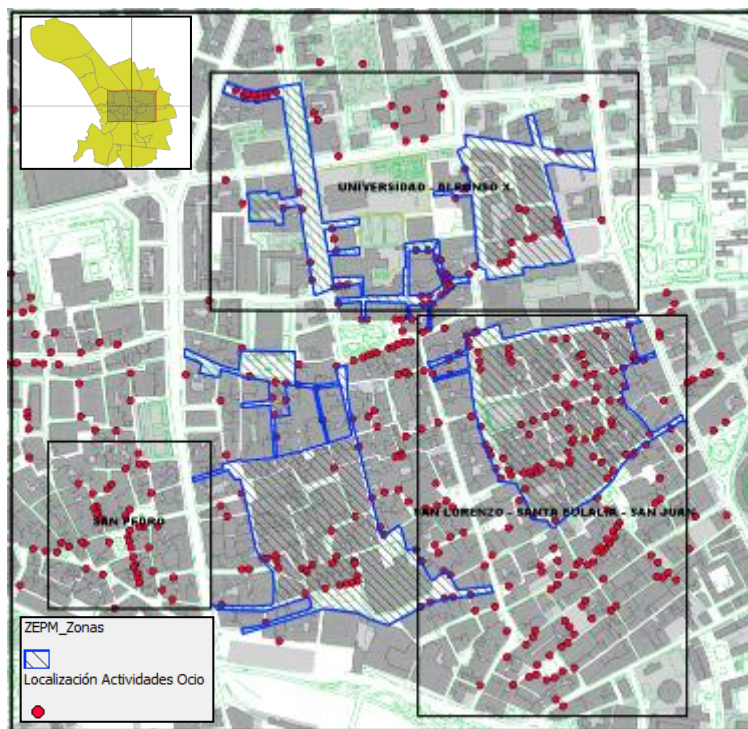 UNIVERSIDAD - ALFONSO X
SAN PEDRO
SAN LORENZO - SANTA EULALIA - SAN JUAN
ZEPM_Zonas
Localización Actividades Ocio